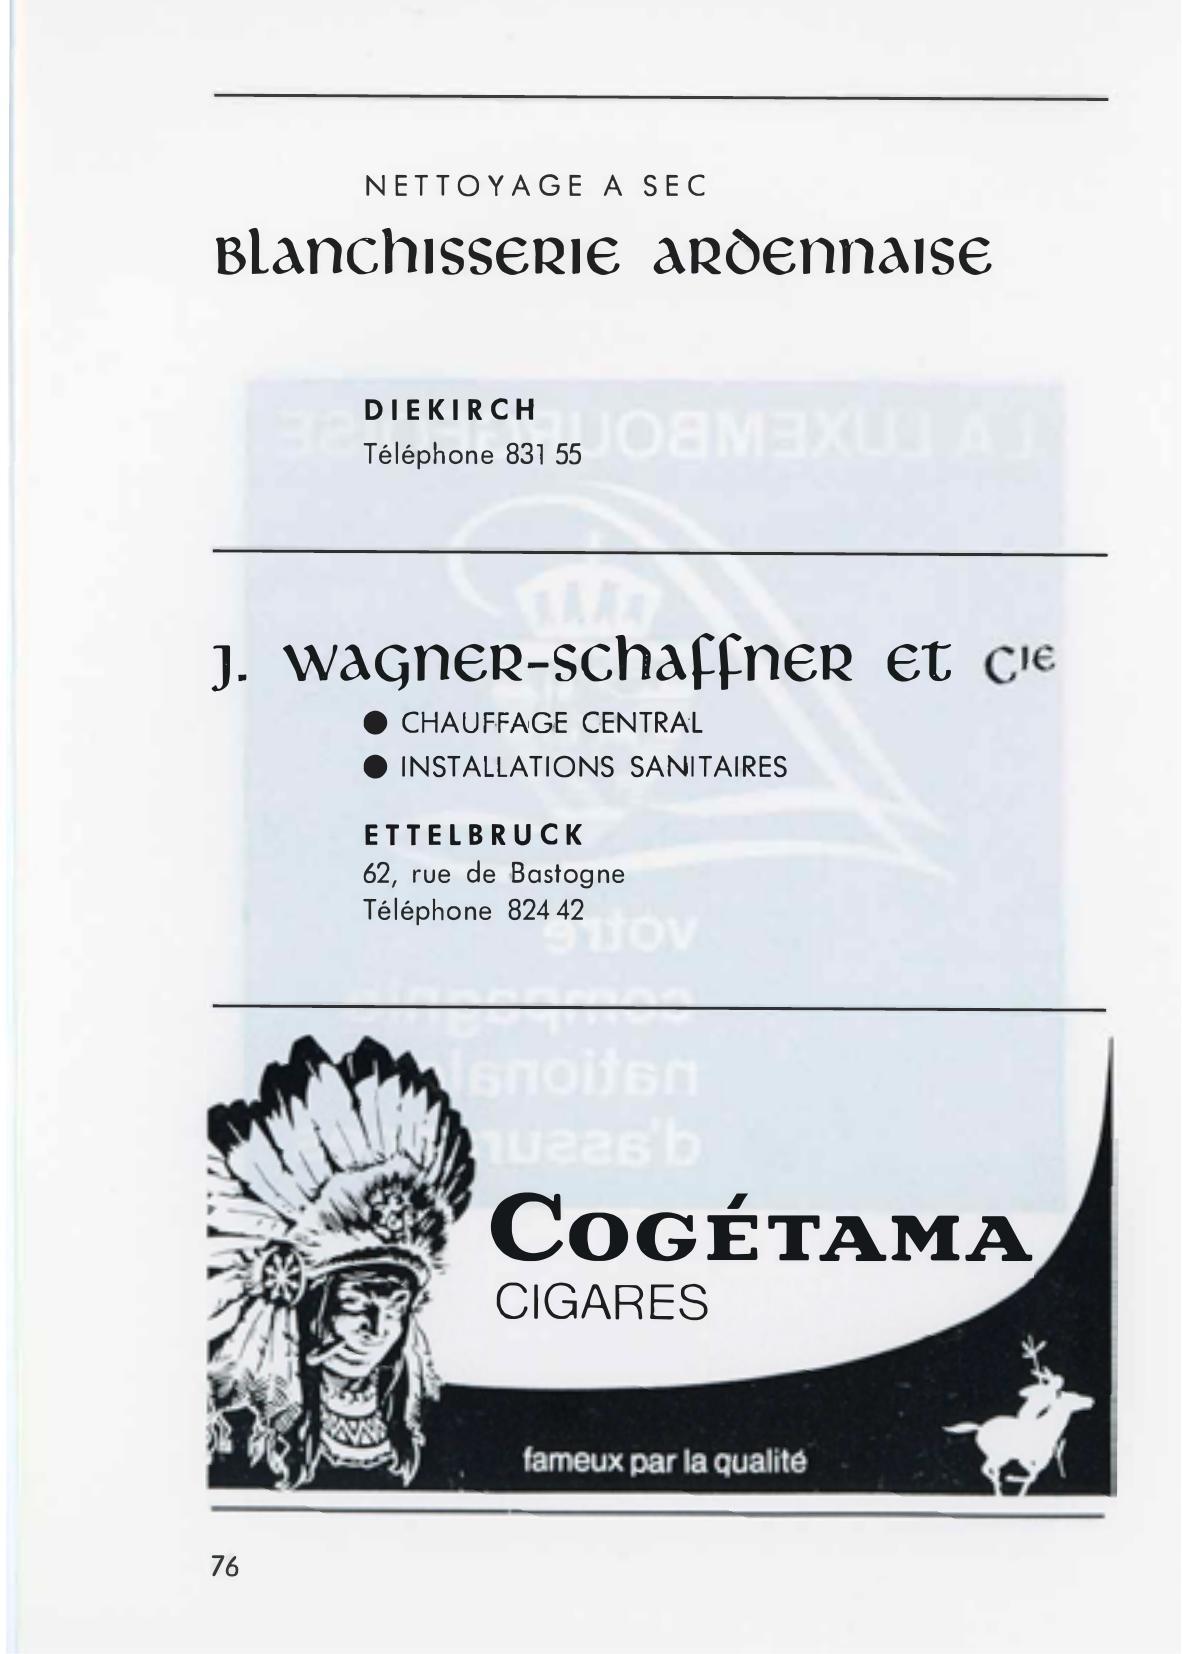 NETTOYAGE A SEC
Blanchisserie Ardennaise
DIEKIRCH
Téléphone 831 55
J. Wagner-Schaffner et Cie
● CHAUFFAGE CENTRAL
● INSTALLATIONS SANITAIRES
ETTELBRUCK
62, rue de Bastogne
Téléphone 824 42
COGÉTAMA
CIGARES
fameux par la qualité
76